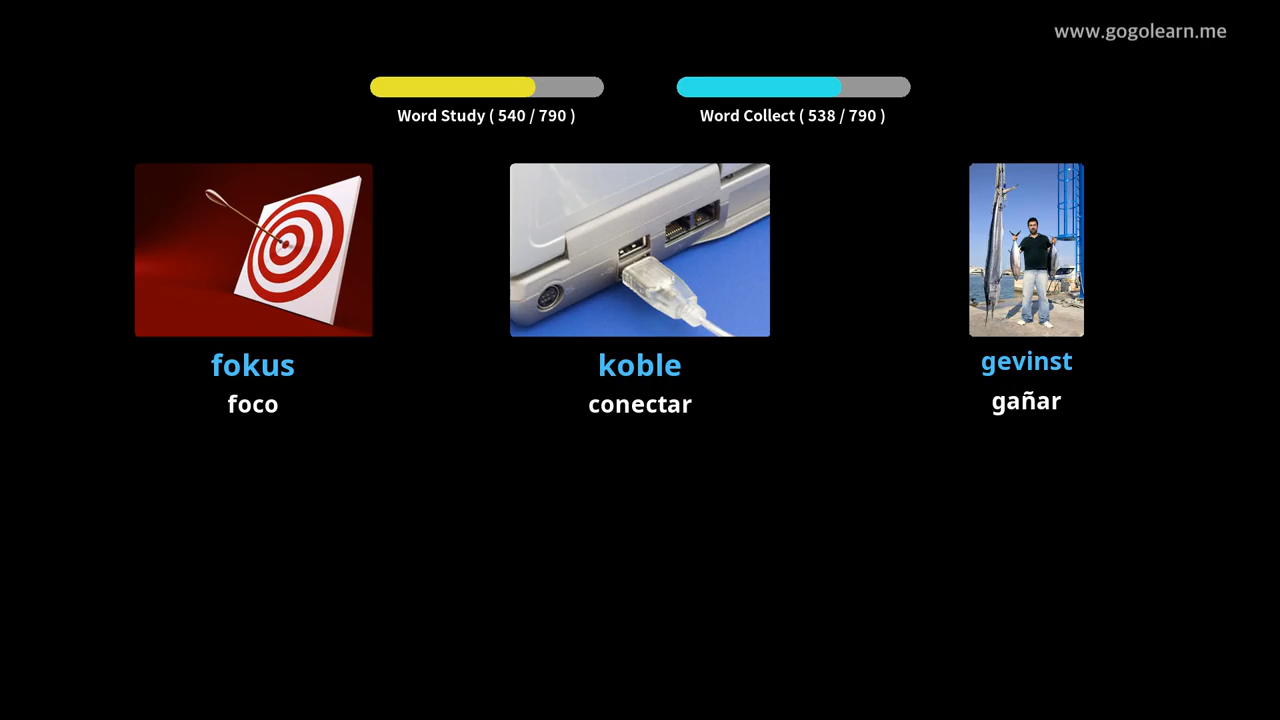 www.gogolearn.me
Word Study ( 540 / 790 )
Word Collect ( 538 / 790 )
fokus
foco
koble
conectar
gevinst
gañar